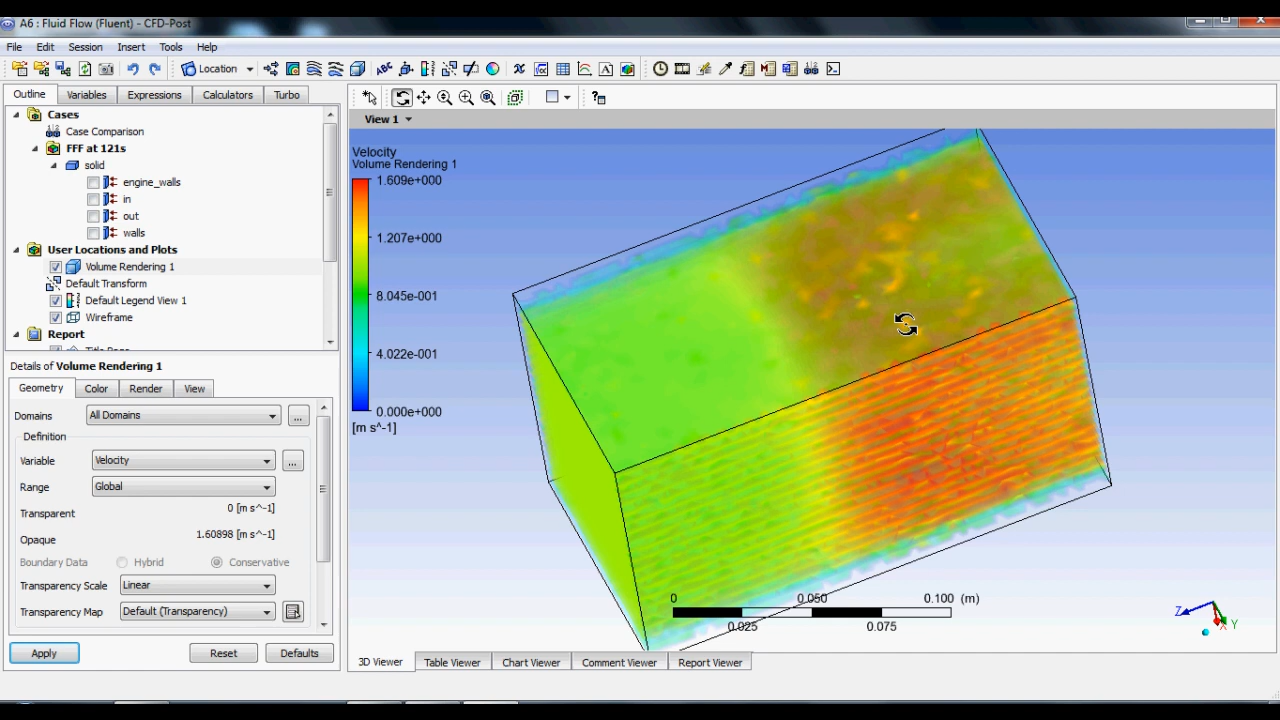 A6 : Fluid Flow (Fluent) - CFD-Post
File Edit Session Insert Tools Help
Location
Outline Variables Expressions Calculators Turbo
Cases
Case Comparison
FFF at 121s
solid
engine_walls
in
out
walls
User Locations and Plots
Volume Rendering 1
Default Transform
Default Legend View 1
Wireframe
Report
Details of Volume Rendering 1
Geometry Color Render View
Domains All Domains ...
Definition
Variable Velocity ...
Range Global
Transparent 0 [m s^-1]
Opaque 1.60898 [m s^-1]
Boundary Data Hybrid Conservative
Transparency Scale Linear
Transparency Map Default (Transparency)
Apply Reset Defaults
View 1
Velocity
Volume Rendering 1
1.609e+000
1.207e+000
8.045e-001
4.022e-001
0.000e+000
[m s^-1]
0 0.050 0.100 (m)
0.025 0.075
Z X Y
3D Viewer Table Viewer Chart Viewer Comment Viewer Report Viewer